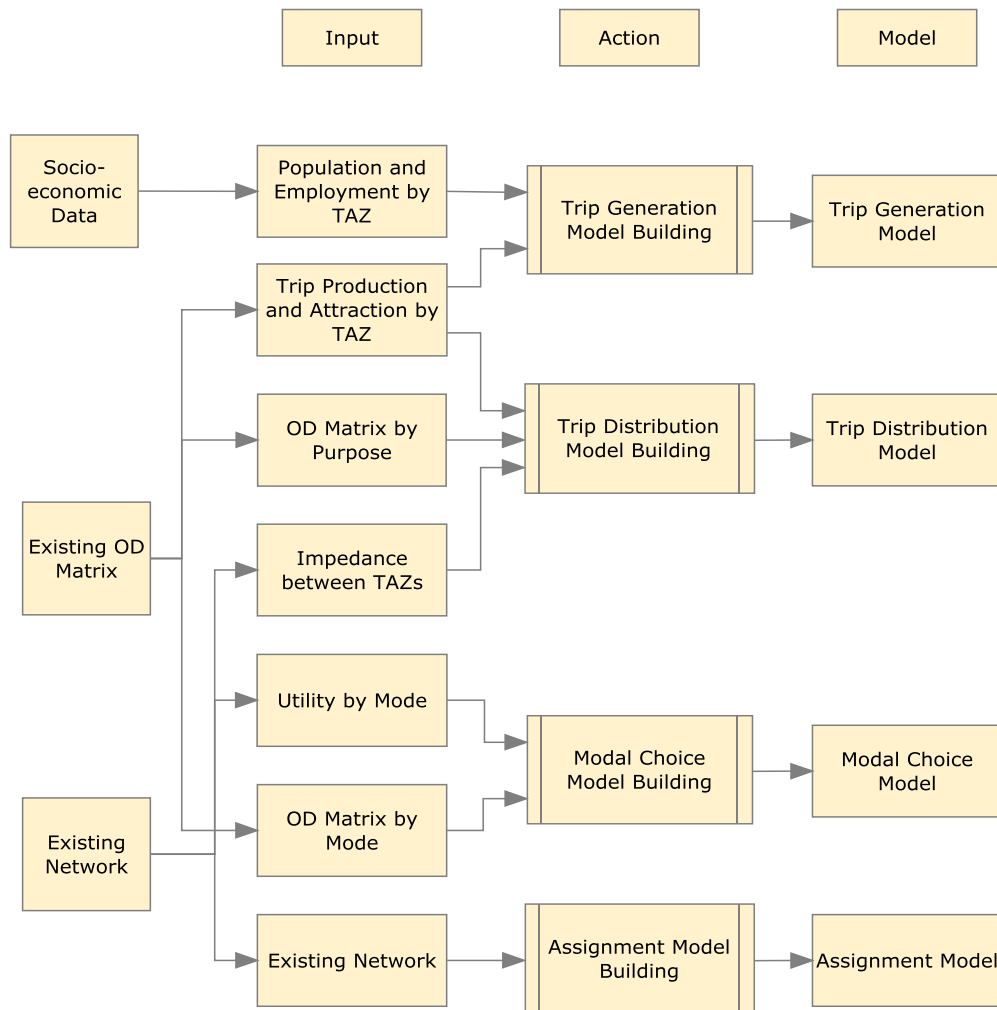 Input
Action
Model
Socio-
economic
Data
Population and
Employment by
TAZ
Trip Generation
Model Building
Trip Generation
Model
Trip Production
and Attraction by
TAZ
OD Matrix by
Purpose
Trip Distribution
Model Building
Trip Distribution
Model
Existing OD
Matrix
Impedance
between TAZs
Utility by Mode
Modal Choice
Model Building
Modal Choice
Model
Existing
Network
OD Matrix by
Mode
Existing Network
Assignment Model
Building
Assignment Model